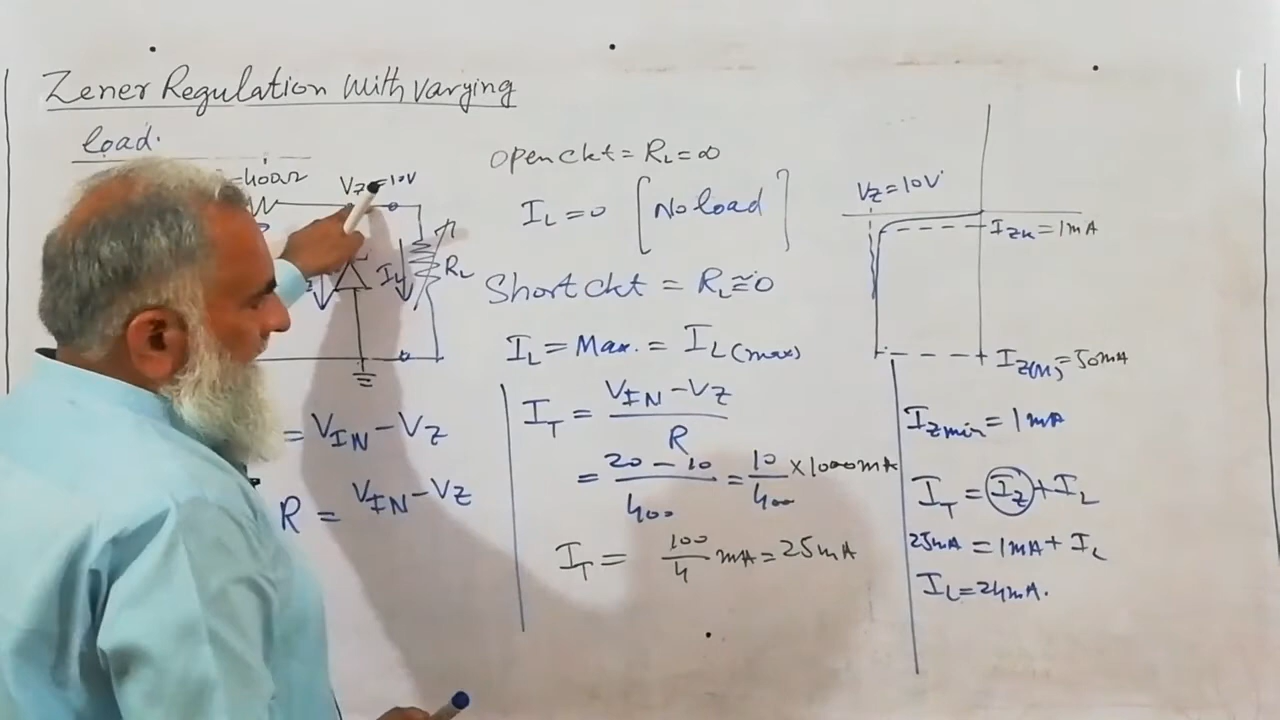 Zener Regulation with varying
load.
=400Ω
VZ=10V
IL
RL
= VIN - VZ
R = VIN - VZ
open ckt = RL = ∞
IL = 0 [No load]
Short ckt = RL ≅ 0
IL = Max. = IL(max)
IT = VIN - VZ / R
= 20 - 10 / 400 = 10 / 400 × 1000mA
IT = 100 / 4 mA = 25mA
VZ = 10V
IZK = 1mA
IZ(M) = 50mA
IZmin = 1mA
IT = IZ + IL
25mA = 1mA + IL
IL = 24mA.